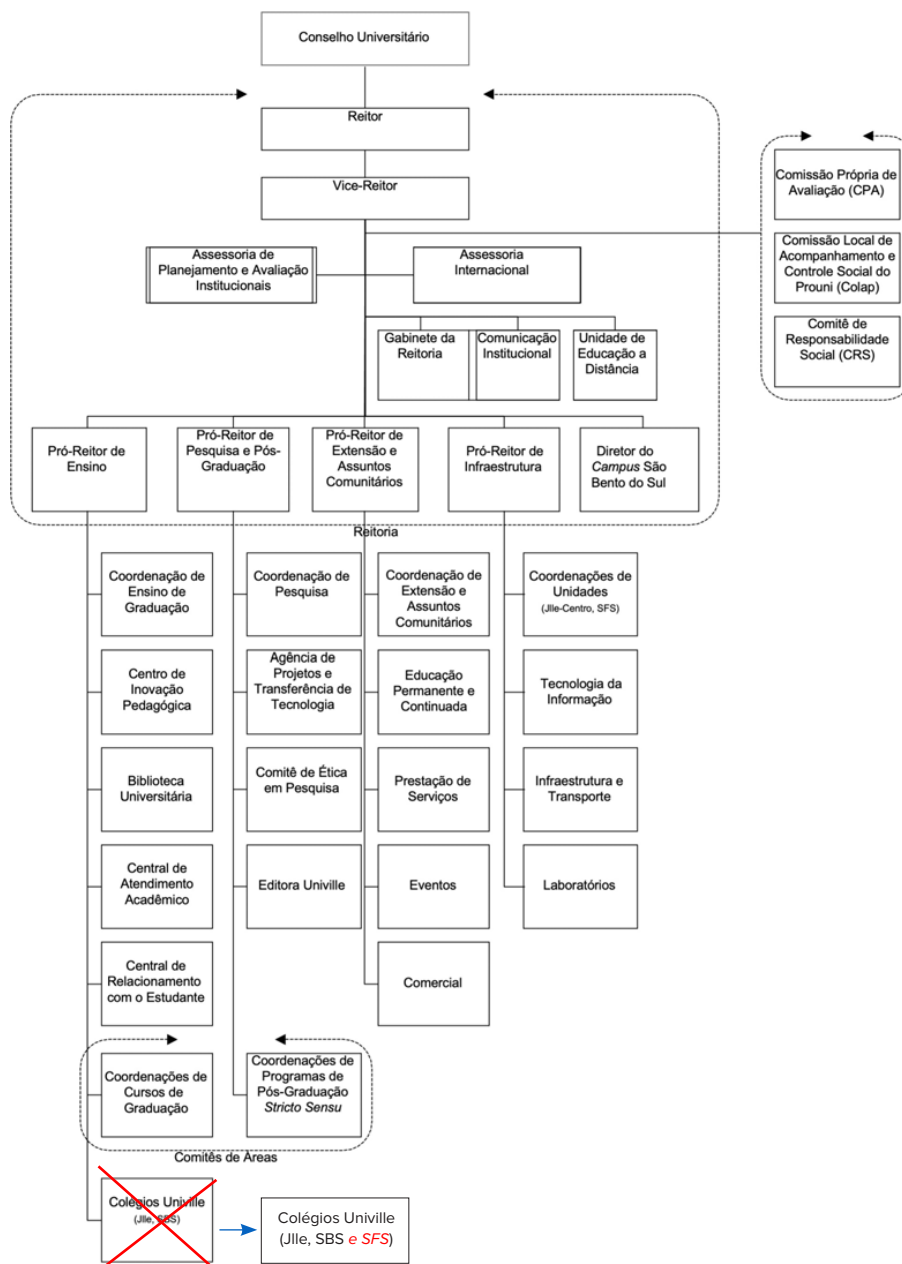 Conselho Universitário
Reitor
Vice-Reitor
Comissão Própria de
Avaliação (CPA)
Comissão Local de
Acompanhamento e
Controle Social do
Prouni (Colap)
Comitê de
Responsabilidade
Social (CRS)
Assessoria de
Planejamento e Avaliação
Institucionais
Assessoria
Internacional
Gabinete da
Reitoria
Comunicação
Institucional
Unidade de
Educação a
Distância
Pró-Reitor de
Ensino
Pró-Reitor de
Pesquisa e Pós-
Graduação
Pró-Reitor de
Extensão e
Assuntos
Comunitários
Pró-Reitor de
Infraestrutura
Diretor do
Campus São
Bento do Sul
Reitoria
Coordenação de
Ensino de
Graduação
Coordenação de
Pesquisa
Coordenação de
Extensão e
Assuntos
Comunitários
Coordenações de
Unidades
(Jlle-Centro, SFS)
Centro de
Inovação
Pedagógica
Agência de
Projetos e
Transferência de
Tecnologia
Educação
Permanente e
Continuada
Tecnologia da
Informação
Biblioteca
Universitária
Comitê de Ética
em Pesquisa
Prestação de
Serviços
Infraestrutura e
Transporte
Central de
Atendimento
Acadêmico
Editora Univille
Eventos
Laboratórios
Central de
Relacionamento
com o Estudante
Comercial
Coordenações de
Cursos de
Graduação
Coordenações de
Programas de
Pós-Graduação
Stricto Sensu
Comitês de Áreas
Colégios Univille
(Jlle, SBS)
Colégios Univille
(Jlle, SBS e SFS)